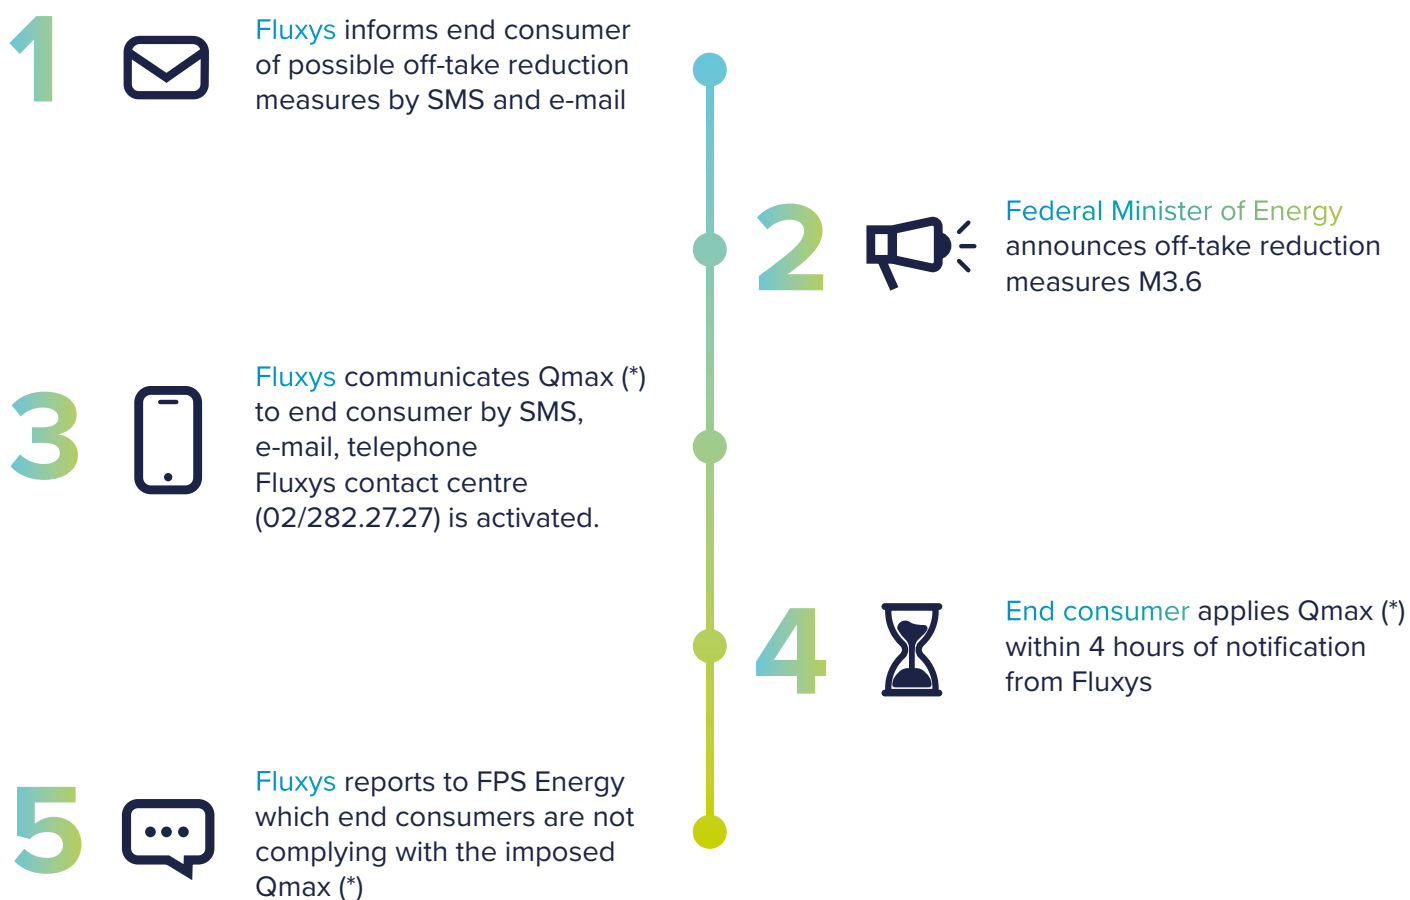 1
Fluxys informs end consumer
of possible off-take reduction
measures by SMS and e-mail
2
Federal Minister of Energy
announces off-take reduction
measures M3.6
3
Fluxys communicates Qmax (*)
to end consumer by SMS,
e-mail, telephone
Fluxys contact centre
(02/282.27.27) is activated.
4
End consumer applies Qmax (*)
within 4 hours of notification
from Fluxys
5
Fluxys reports to FPS Energy
which end consumers are not
complying with the imposed
Qmax (*)